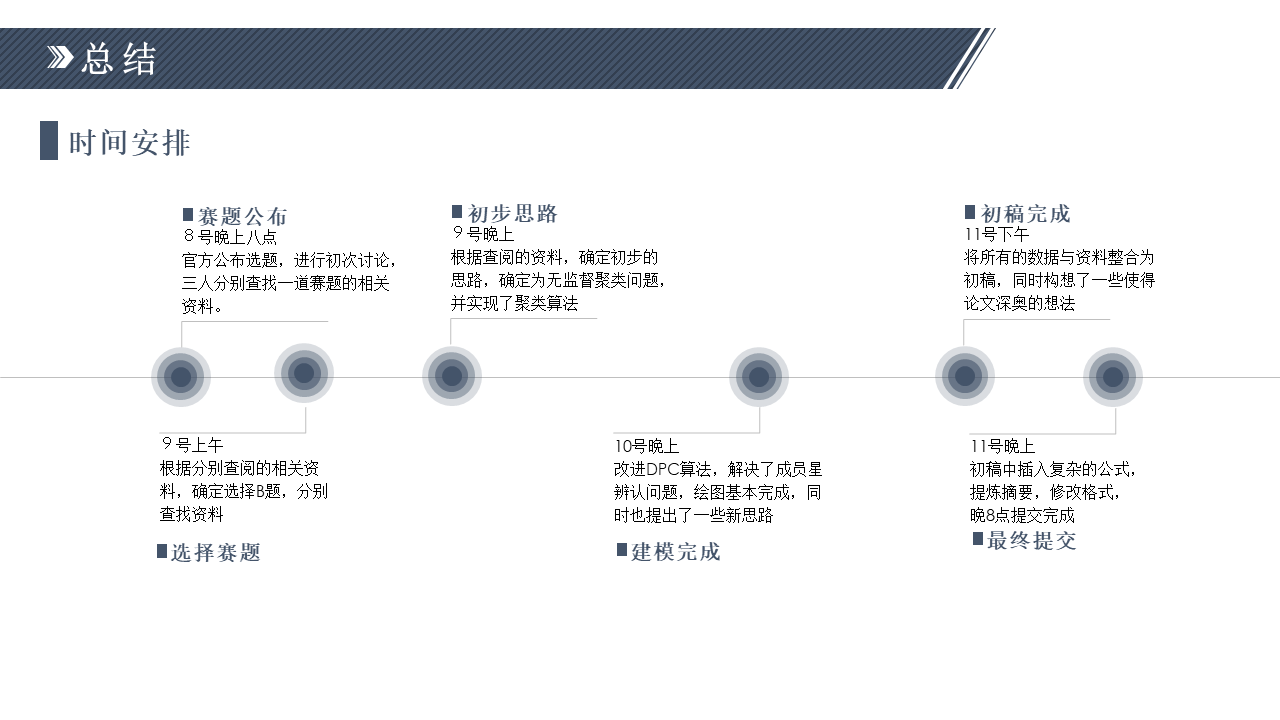 总结
时间安排
赛题公布
8号晚上八点
官方公布选题，进行初次讨论，
三人分别查找一道赛题的相关
资料。
9号上午
根据分别查阅的相关资
料，确定选择B题，分别
查找资料
选择赛题
初步思路
9号晚上
根据查阅的资料，确定初步的
思路，确定为无监督聚类问题，
并实现了聚类算法
10号晚上
改进DPC算法，解决了成员星
辨认问题，绘图基本完成，同
时也提出了一些新思路
建模完成
初稿完成
11号下午
将所有的数据与资料整合为
初稿，同时构想了一些使得
论文深奥的想法
11号晚上
初稿中插入复杂的公式，
提炼摘要，修改格式，
晚8点提交完成
最终提交